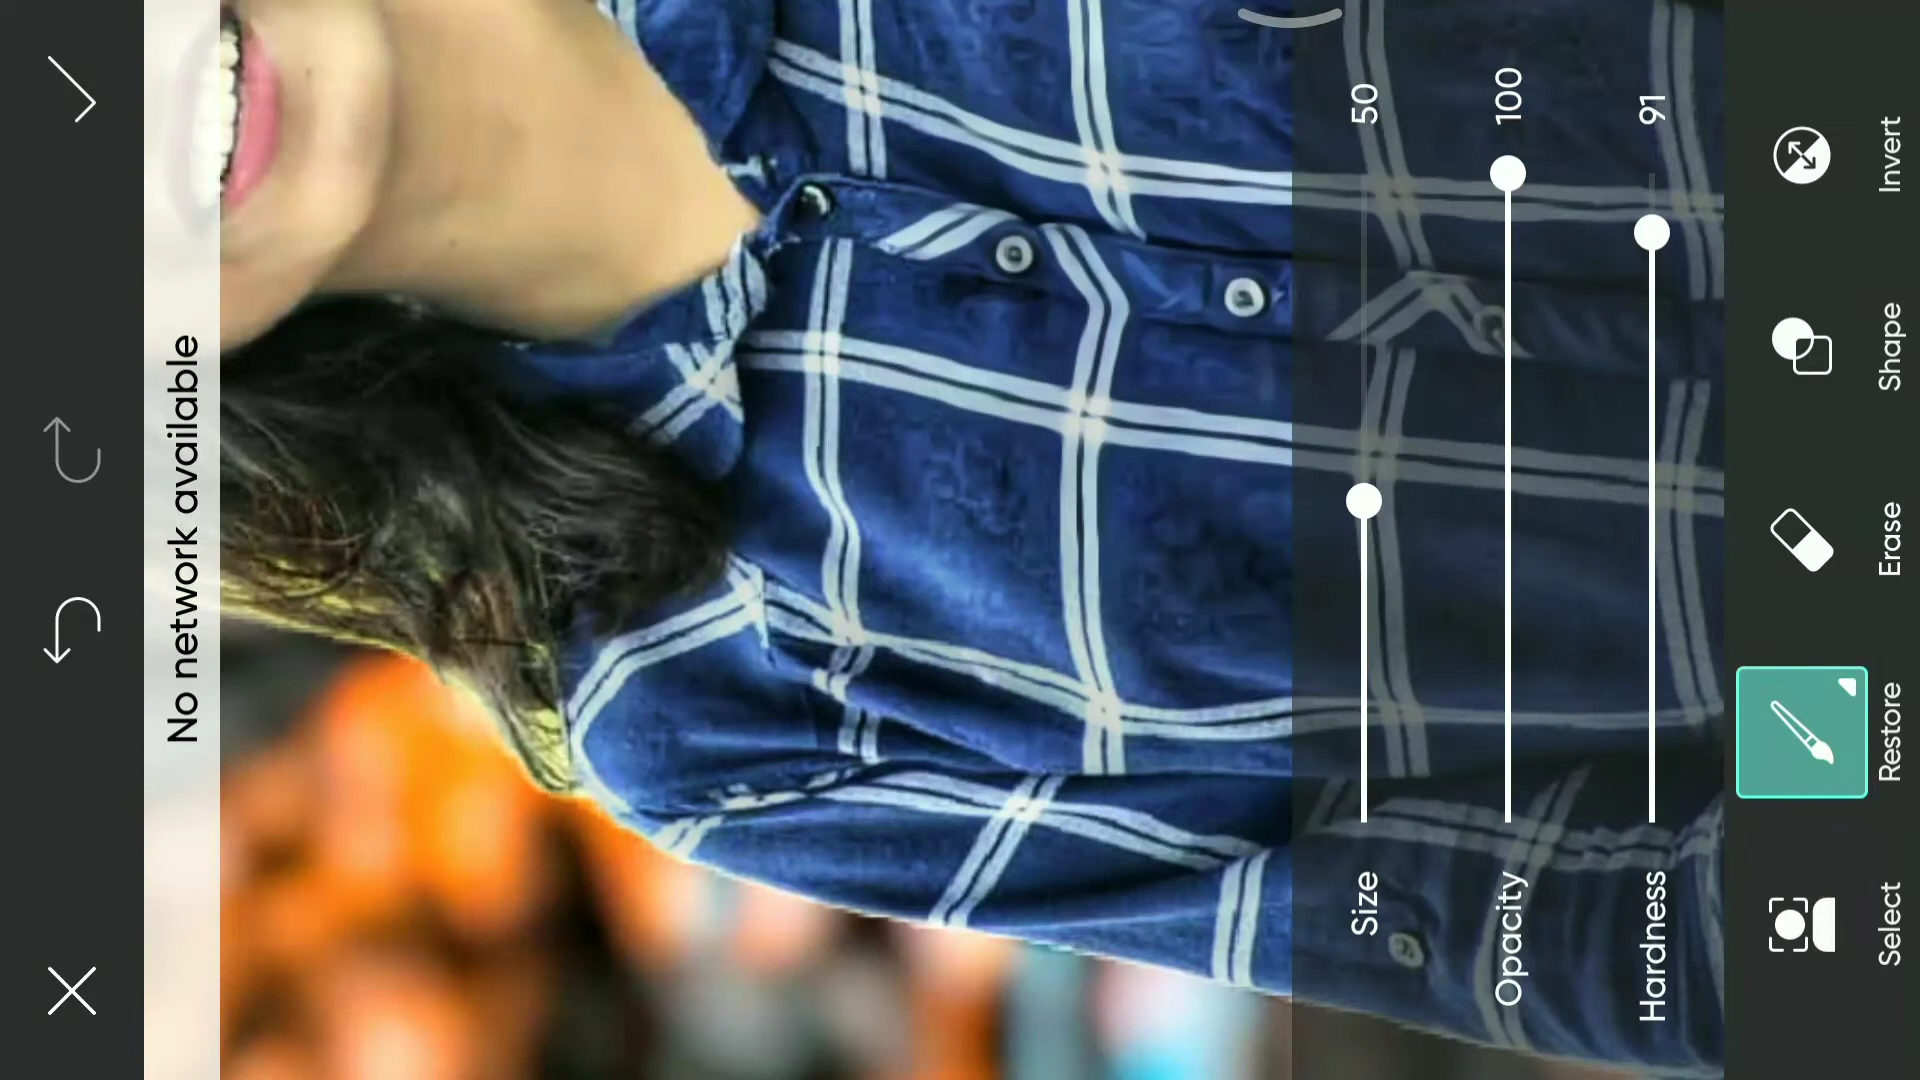 No network available
Size 50
Opacity 100
Hardness 91
Select Restore Erase Shape Invert